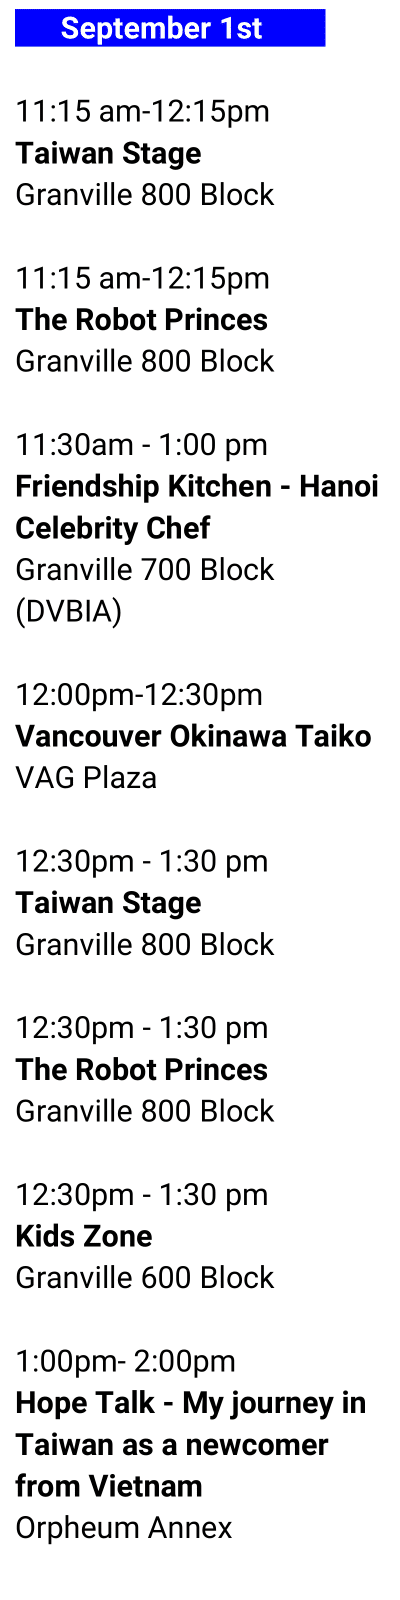 September 1st
11:15 am-12:15pm
Taiwan Stage
Granville 800 Block
11:15 am-12:15pm
The Robot Princes
Granville 800 Block
11:30am - 1:00 pm
Friendship Kitchen - Hanoi
Celebrity Chef
Granville 700 Block
(DVBIA)
12:00pm-12:30pm
Vancouver Okinawa Taiko
VAG Plaza
12:30pm - 1:30 pm
Taiwan Stage
Granville 800 Block
12:30pm - 1:30 pm
The Robot Princes
Granville 800 Block
12:30pm - 1:30 pm
Kids Zone
Granville 600 Block
1:00pm- 2:00pm
Hope Talk - My journey in
Taiwan as a newcomer
from Vietnam
Orpheum Annex